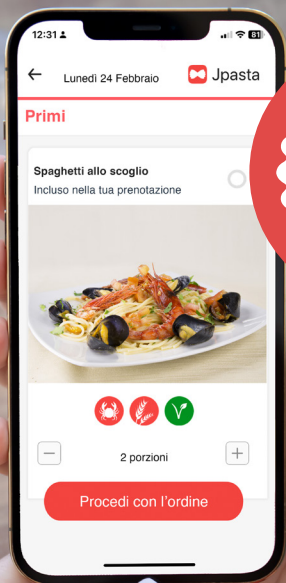 12:31
81
Lunedì 24 Febbraio
Jpasta
Primi
Spaghetti allo scoglio
Incluso nella tua prenotazione
2 porzioni
Procedi con l'ordine